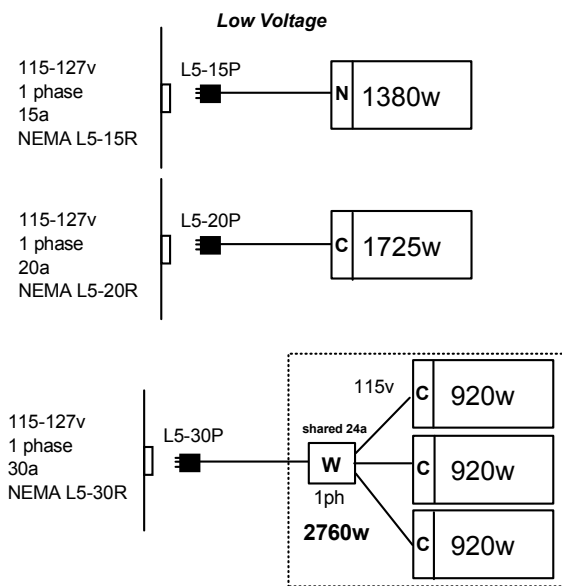 Low Voltage
115-127v
1 phase
15a
NEMA L5-15R
L5-15P
N
1380w
115-127v
1 phase
20a
NEMA L5-20R
L5-20P
C
1725w
115-127v
1 phase
30a
NEMA L5-30R
L5-30P
shared 24a
W
1ph
2760w
115v
C
920w
C
920w
C
920w